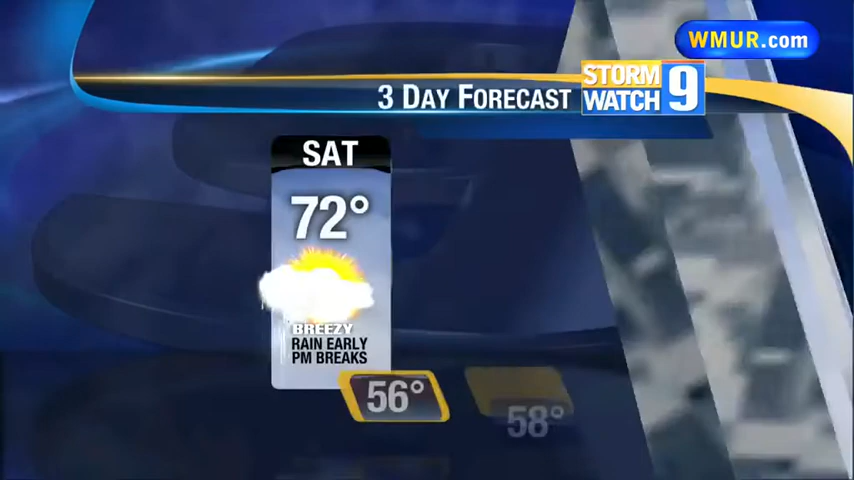 WMUR.com
3 DAY FORECAST
STORM
WATCH 9
SAT
72°
BREEZY
RAIN EARLY
PM BREAKS
56°
58°